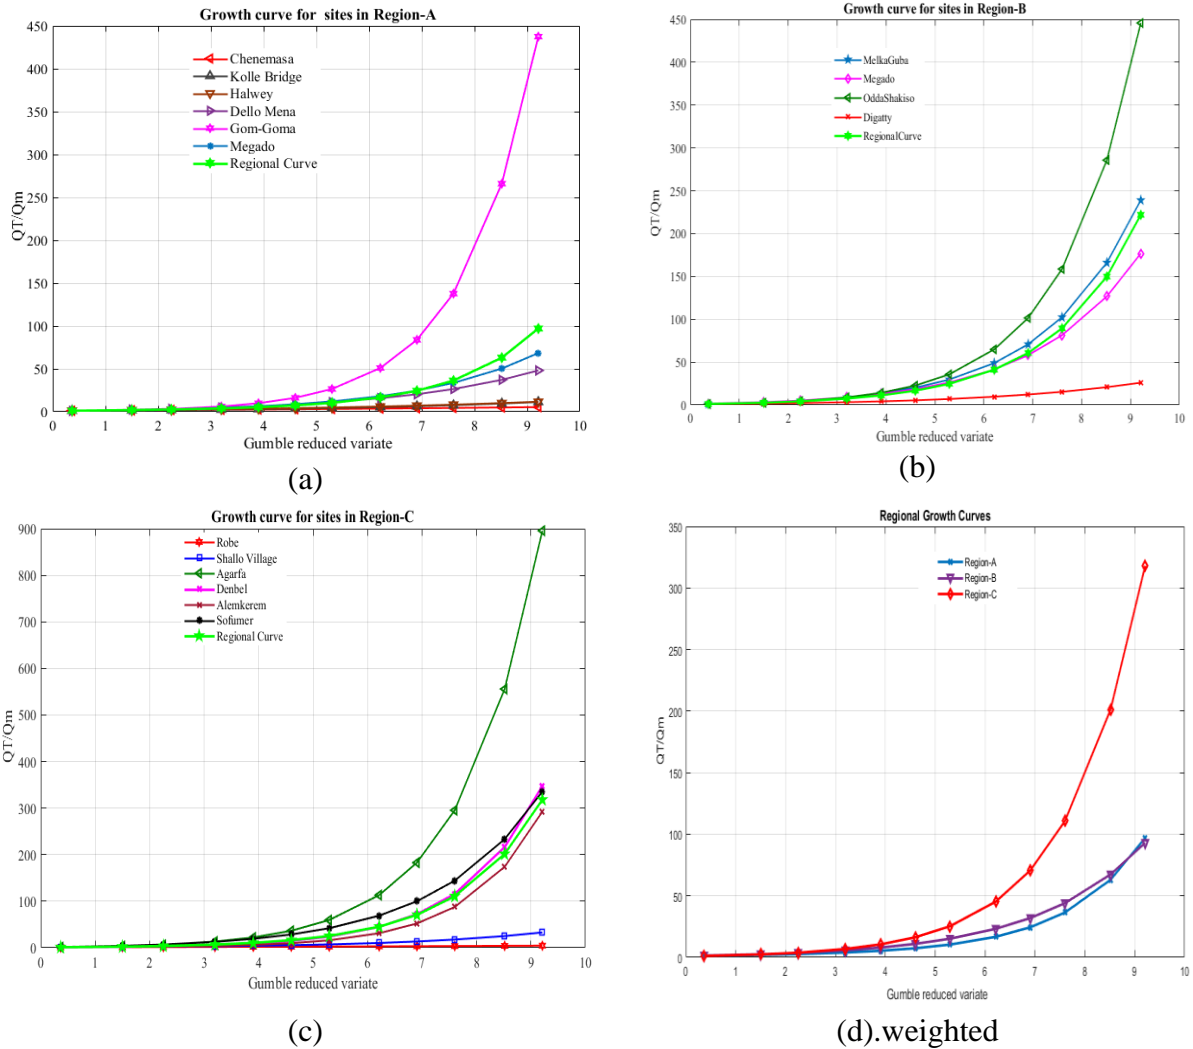 Growth curve for sites in Region-A
450
400
350
300
250
200
150
100
50
0
QT/Qm
Chenemasa
Kolle Bridge
Halwey
Dello Mena
Gom-Goma
Megado
Regional Curve
0 1 2 3 4 5 6 7 8 9 10
Gumble reduced variate
(a)
Growth curve for sites in Region-B
450
400
350
300
250
200
150
100
50
0
QT/Qm
MelkaGuba
Megado
OddaShakiso
Digatty
RegionalCurve
0 1 2 3 4 5 6 7 8 9 10
Gumble reduced variate
(b)
Growth curve for sites in Region-C
900
800
700
600
500
400
300
200
100
0
QT/Qm
Robe
Shallo Village
Agarfa
Denbel
Alemkerem
Sofumer
Regional Curve
0 1 2 3 4 5 6 7 8 9 10
Gumble reduced variate
(c)
Regional Growth Curves
350
300
250
200
150
100
50
0
QT/Qm
Region-A
Region-B
Region-C
0 1 2 3 4 5 6 7 8 9 10
Gumble reduced variate
(d).weighted